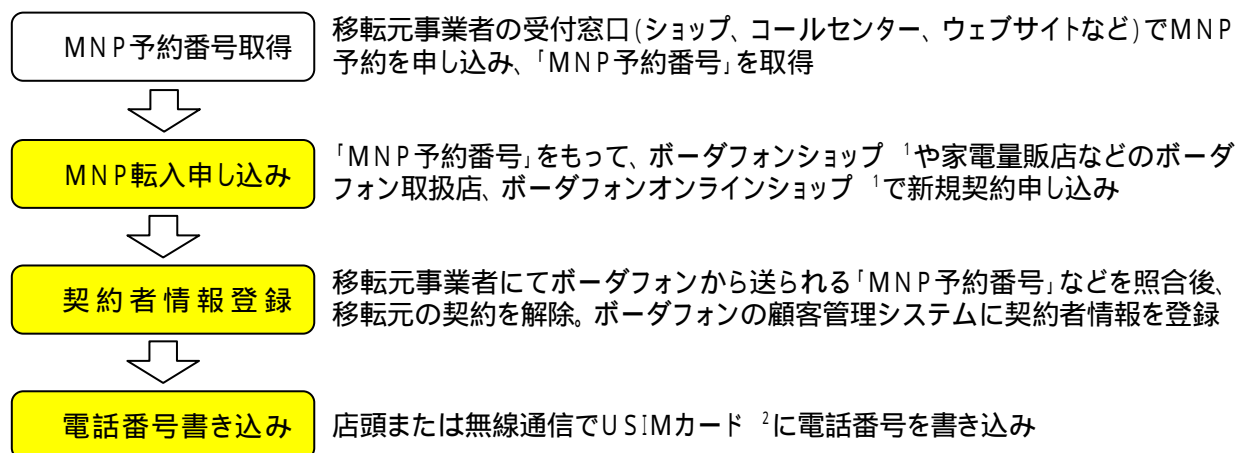 MNP予約番号取得
移転元事業者の受付窓口(ショップ、コールセンター、ウェブサイトなど)でMNP
予約を申し込み、「MNP予約番号」を取得
MNP転入申し込み
「MNP予約番号」をもって、ボーダフォンショップ 1や家電量販店などのボーダ
フォン取扱店、ボーダフォンオンラインショップ 1で新規契約申し込み
契約者情報登録
移転元事業者にてボーダフォンから送られる「MNP予約番号」などを照合後、
移転元の契約を解除。ボーダフォンの顧客管理システムに契約者情報を登録
電話番号書き込み
店頭または無線通信でUSIMカード 2に電話番号を書き込み